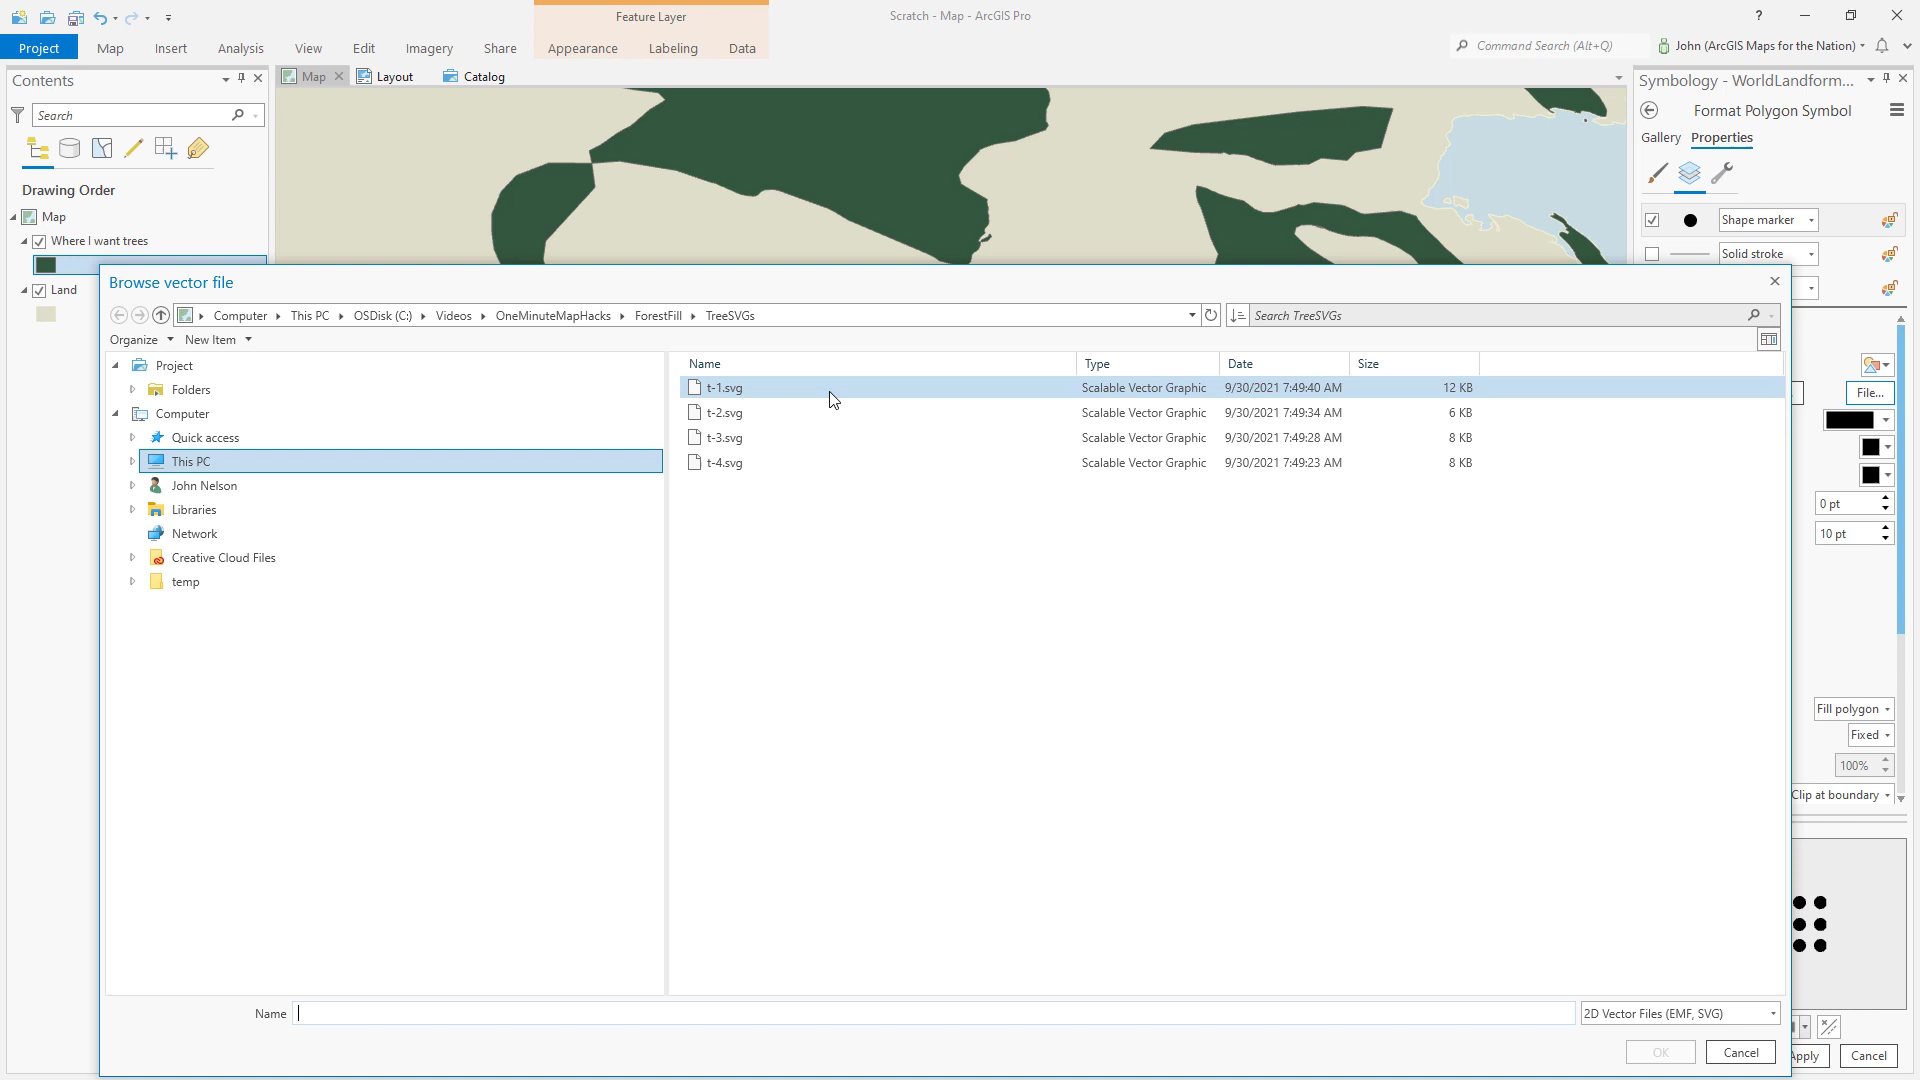 Feature Layer
Scratch - Map - ArcGIS Pro
?
Project
Map
Insert
Analysis
View
Edit
Imagery
Share
Appearance
Labeling
Data
Command Search (Alt+Q)
John (ArcGIS Maps for the Nation)
Contents
Map
Layout
Catalog
Symbology - WorldLandform...
Search
Format Polygon Symbol
Gallery
Properties
Drawing Order
Map
Where I want trees
Land
Shape marker
Solid stroke
Browse vector file
Computer
This PC
OSDisk (C:)
Videos
OneMinuteMapHacks
ForestFill
TreeSVGs
Search TreeSVGs
Organize
New Item
Project
Folders
Computer
Quick access
This PC
John Nelson
Libraries
Network
Creative Cloud Files
temp
Name Type Date Size
t-1.svg Scalable Vector Graphic 9/30/2021 7:49:40 AM 12 KB
t-2.svg Scalable Vector Graphic 9/30/2021 7:49:34 AM 6 KB
t-3.svg Scalable Vector Graphic 9/30/2021 7:49:28 AM 8 KB
t-4.svg Scalable Vector Graphic 9/30/2021 7:49:23 AM 8 KB
File...
0 pt
10 pt
Fill polygon
Fixed
100%
Clip at boundary
Name
2D Vector Files (EMF, SVG)
OK
Cancel
Apply
Cancel